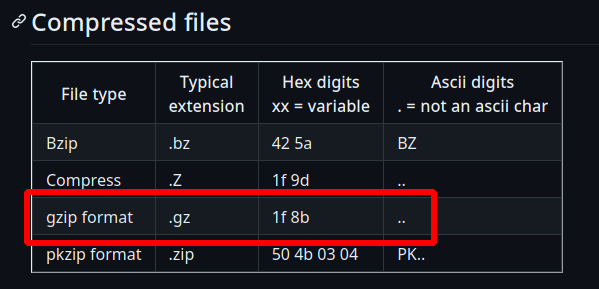 Compressed files
File type Typical extension Hex digits xx = variable Ascii digits . = not an ascii char
Bzip .bz 42 5a BZ
Compress .Z 1f 9d ..
gzip format .gz 1f 8b ..
pkzip format .zip 50 4b 03 04 PK..